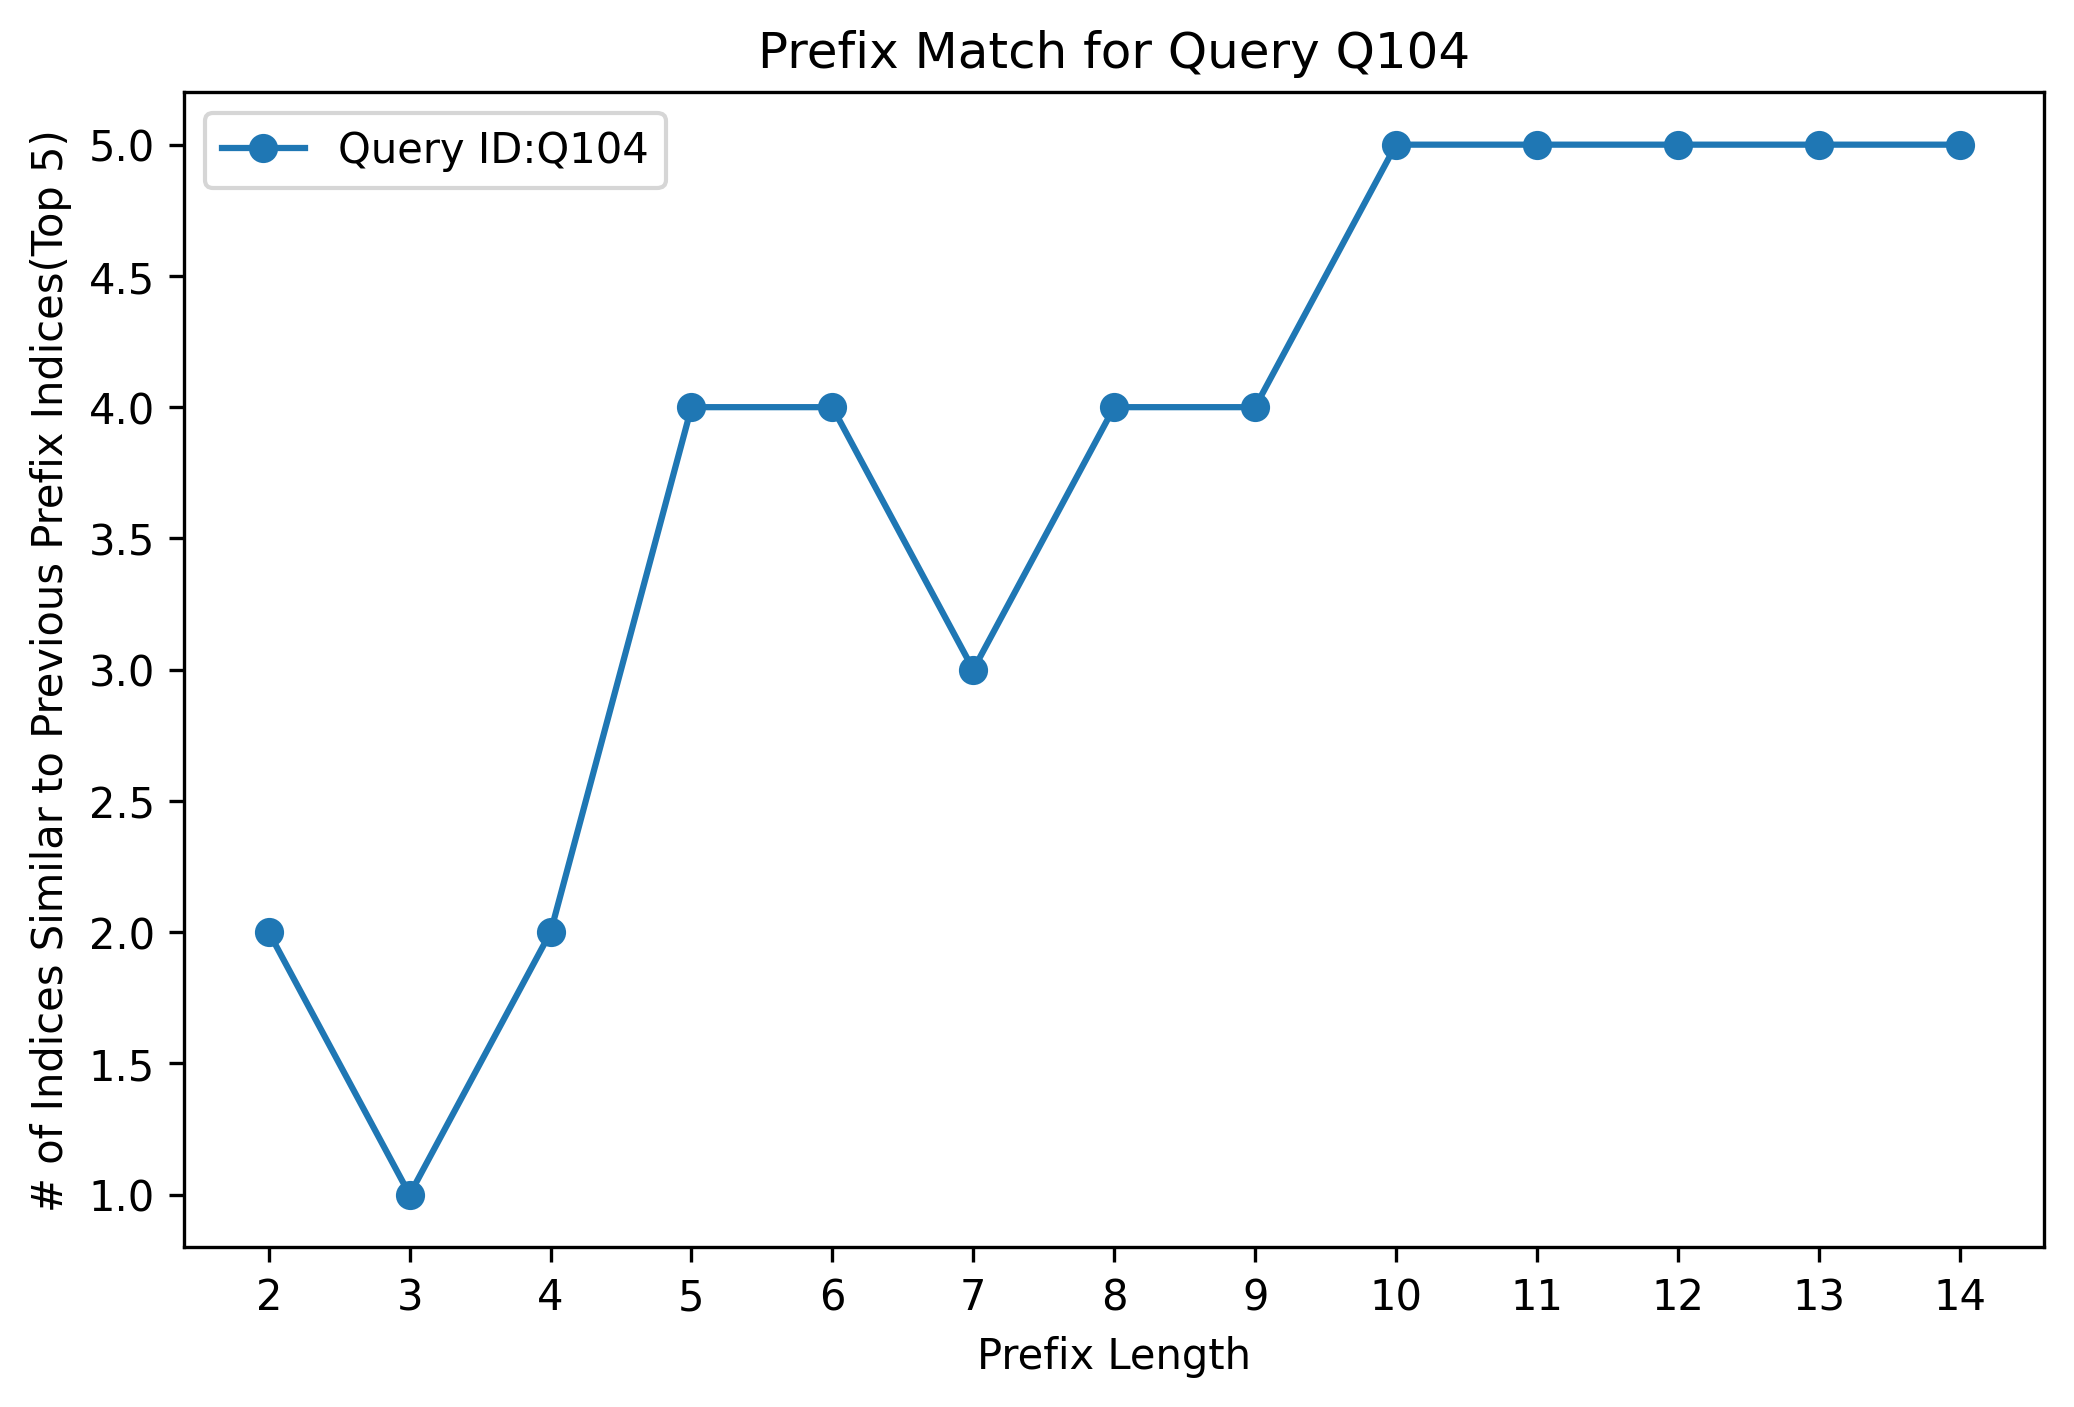 Prefix Match for Query Q104
Query ID:Q104
# of Indices Similar to Previous Prefix Indices(Top 5)
5.0
4.5
4.0
3.5
3.0
2.5
2.0
1.5
1.0
2 3 4 5 6 7 8 9 10 11 12 13 14
Prefix Length